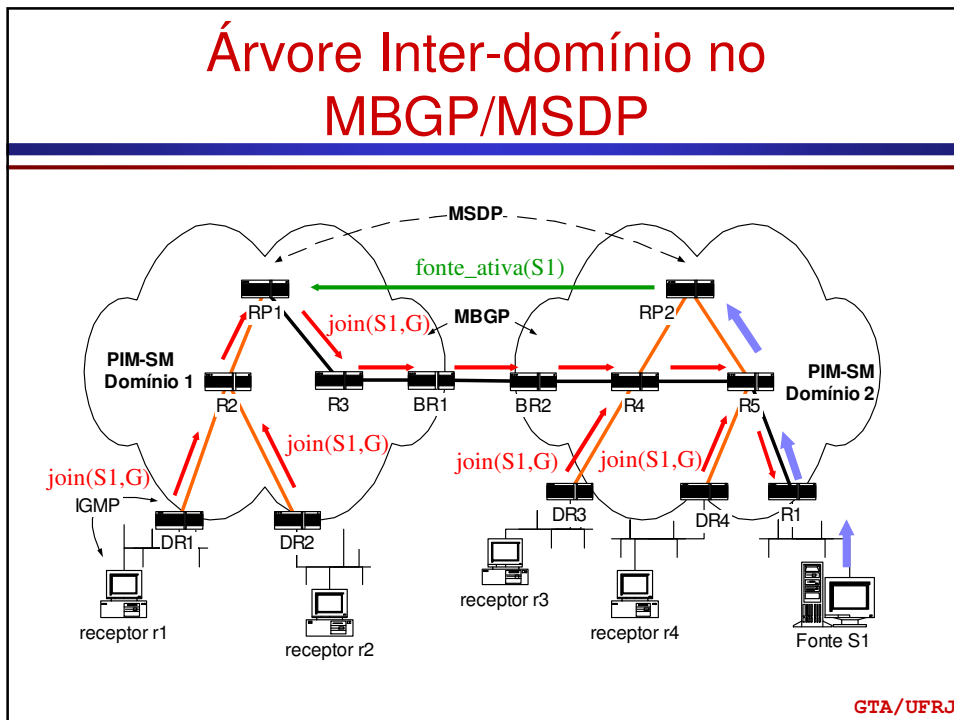 Árvore Inter-domínio no
MBGP/MSDP
MSDP
fonte_ativa(S1)
RP1
RP2
join(S1,G)
MBGP
PIM-SM
Domínio 1
PIM-SM
Domínio 2
R2
R3
BR1
BR2
R4
R5
join(S1,G)
join(S1,G)
join(S1,G)
join(S1,G)
IGMP
DR1
DR2
DR3
DR4
R1
receptor r1
receptor r2
receptor r3
receptor r4
Fonte S1
GTA/UFRJ